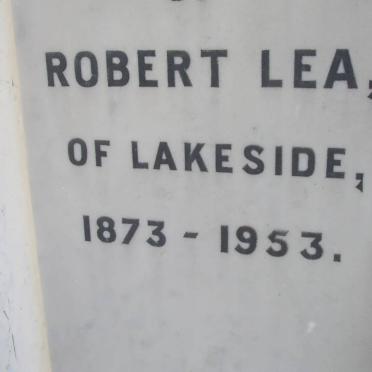 ROBERT LEA,
OF LAKESIDE,
1873 - 1953.